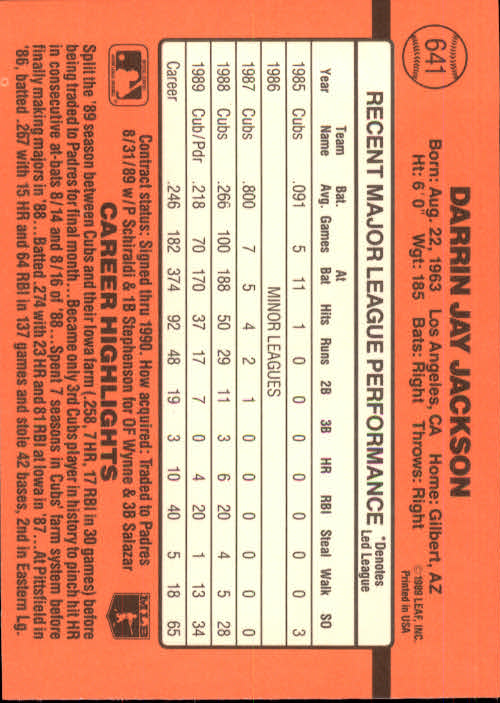 641
DARRIN JAY JACKSON
Born: Aug. 22, 1963 Los Angeles, CA Home: Gilbert, AZ
Ht: 6 0" Wgt: 185 Bats: Right Throws: Right
© 1989 LEAF, INC.
Printed in USA
RECENT MAJOR LEAGUE PERFORMANCE *Denotes Led League
Year Team Name Bat. Avg. Games At Bat Hits Runs 2B 3B HR RBI Steal Walk SO
1985 Cubs .091 5 11 1 0 0 0 0 0 0 0 3
1986 MINOR LEAGUES
1987 Cubs .800 7 5 4 2 1 0 0 0 0 0 0
1988 Cubs .266 100 188 50 29 11 3 6 20 4 5 28
1989 Cub/Pdr .218 70 170 37 17 7 0 4 20 1 13 34
Career .246 182 374 92 48 19 3 10 40 5 18 65
Contract status: Signed thru 1990. How acquired: Traded to Padres
8/31/89 w/P Schiraldi & 1B Stephenson for OF Wynne & 3B Salazar
MLB
CAREER HIGHLIGHTS
Split the '89 season between Cubs and their Iowa farm (.258, 7 HR, 17 RBI in 30 games) before
being traded to Padres for final month...Became only 3rd Cubs player in history to pinch hit HR
in consecutive at-bats 8/14 and 8/16 of '88...Spent 7 seasons in Cubs' farm system before
finally making majors in '88...Batted .274 with 23 HR and 81 RBI at Iowa in '87...At Pittsfield in
'86, batted .267 with 15 HR and 64 RBI in 137 games and stole 42 bases, 2nd in Eastern Lg.